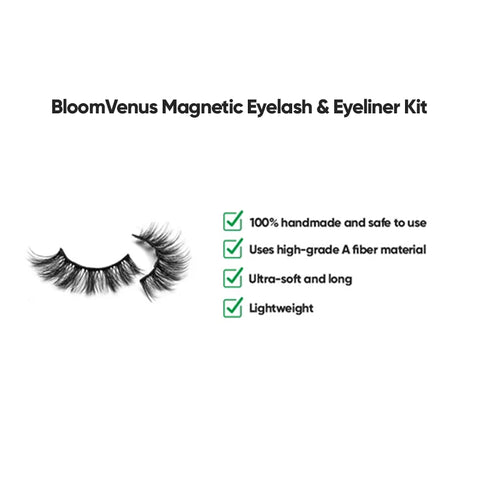 BloomVenus Magnetic Eyelash & Eyeliner Kit
100% handmade and safe to use
Uses high-grade A fiber material
Ultra-soft and long
Lightweight